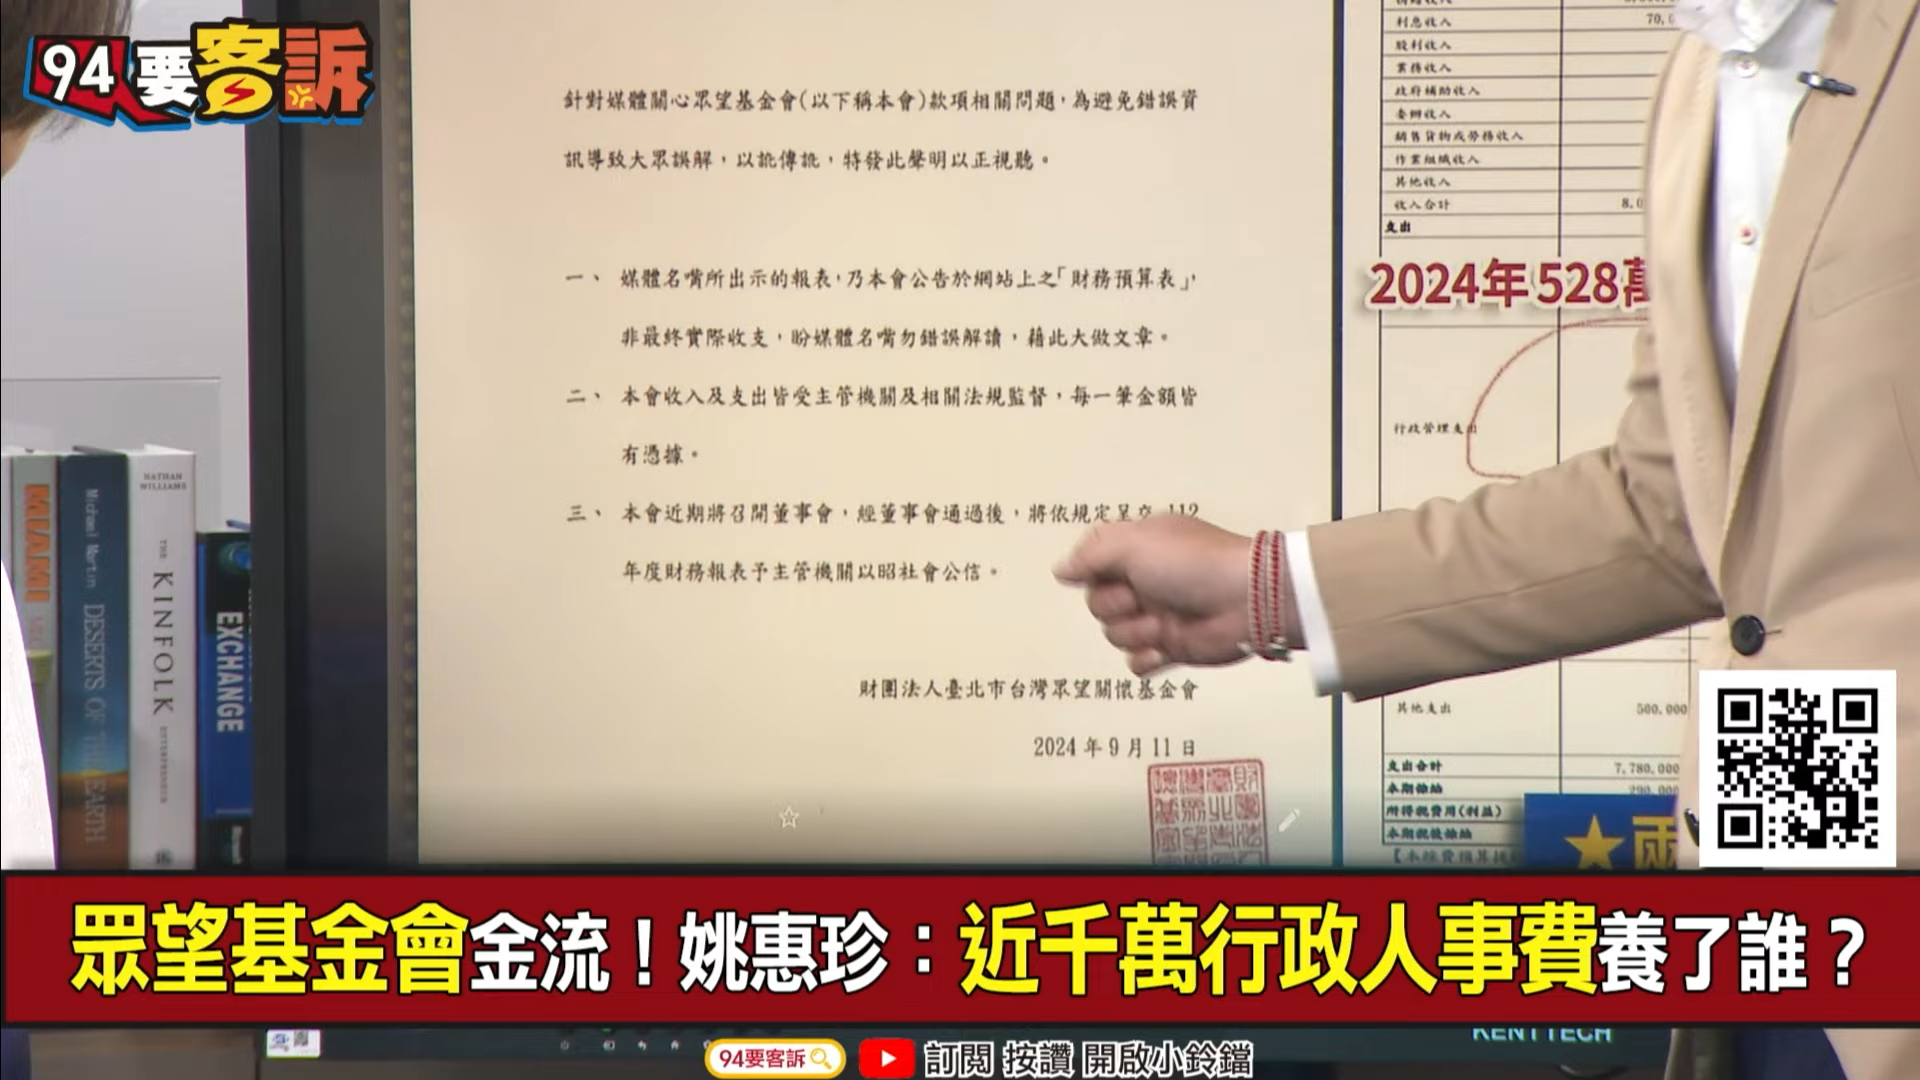 94要客訴
針對媒體關心眾望基金會(以下稱本會)款項相關問題，為避免錯誤資
訊導致大眾誤解，以訛傳訛，特發此聲明以正視聽。
一、 媒體名嘴所出示的報表，乃本會公告於網站上之「財務預算表」，
非最終實際收支，盼媒體名嘴勿錯誤解讀，藉此大做文章。
二、 本會收入及支出皆受主管機關及相關法規監督，每一筆金額皆
有憑據。
三、 本會近期將召開董事會，經董事會通過後，將依規定呈交 112
年度財務報表予主管機關以昭社會公信。
財團法人臺北市台灣眾望關懷基金會
2024 年 9 月 11 日
利息收入 70,
股利收入
業務收入
政府補助收入
委辦收入
銷售貨物或勞務收入
作業組織收入
其他收入
收入合計 8,0
支出
2024年 528萬
行政管理支出
其他支出 500,000
支出合計 7,780,000
本期餘絀 290,000
所得稅費用(利益)
本期稅後餘絀
MIAMI
Michael Martin DESERTS OF THE EARTH
NATHAN WILLIAMS
THE KINFOLK ENTREPRENEUR
EXCHANGE
眾望基金會金流！姚惠珍：近千萬行政人事費養了誰？
KENTTECH
94要客訴 訂閱 按讚 開啟小鈴鐺